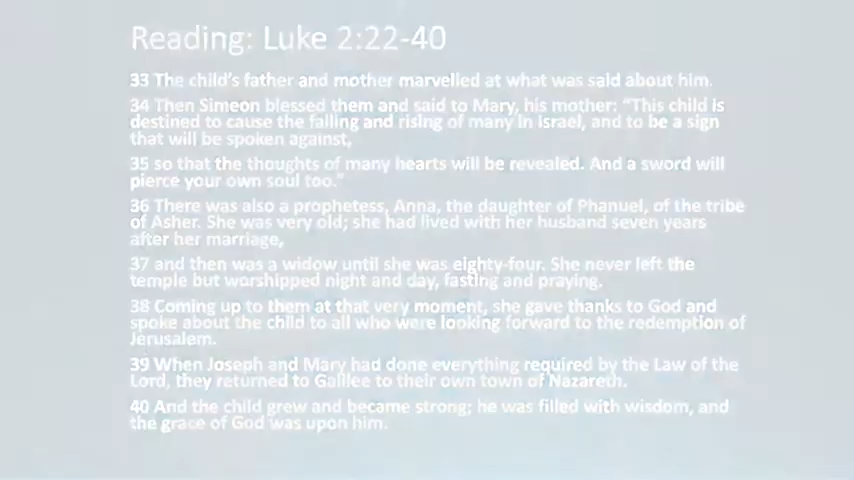 Reading: Luke 2:22-40
33 The child's father and mother marvelled at what was said about him.
34 Then Simeon blessed them and said to Mary, his mother: "This child is
destined to cause the falling and rising of many in Israel, and to be a sign
that will be spoken against,
35 so that the thoughts of many hearts will be revealed. And a sword will
pierce your own soul too."
36 There was also a prophetess, Anna, the daughter of Phanuel, of the tribe
of Asher. She was very old; she had lived with her husband seven years
after her marriage,
37 and then was a widow until she was eighty-four. She never left the
temple but worshipped night and day, fasting and praying.
38 Coming up to them at that very moment, she gave thanks to God and
spoke about the child to all who were looking forward to the redemption of
Jerusalem.
39 When Joseph and Mary had done everything required by the Law of the
Lord, they returned to Galilee to their own town of Nazareth.
40 And the child grew and became strong; he was filled with wisdom, and
the grace of God was upon him.